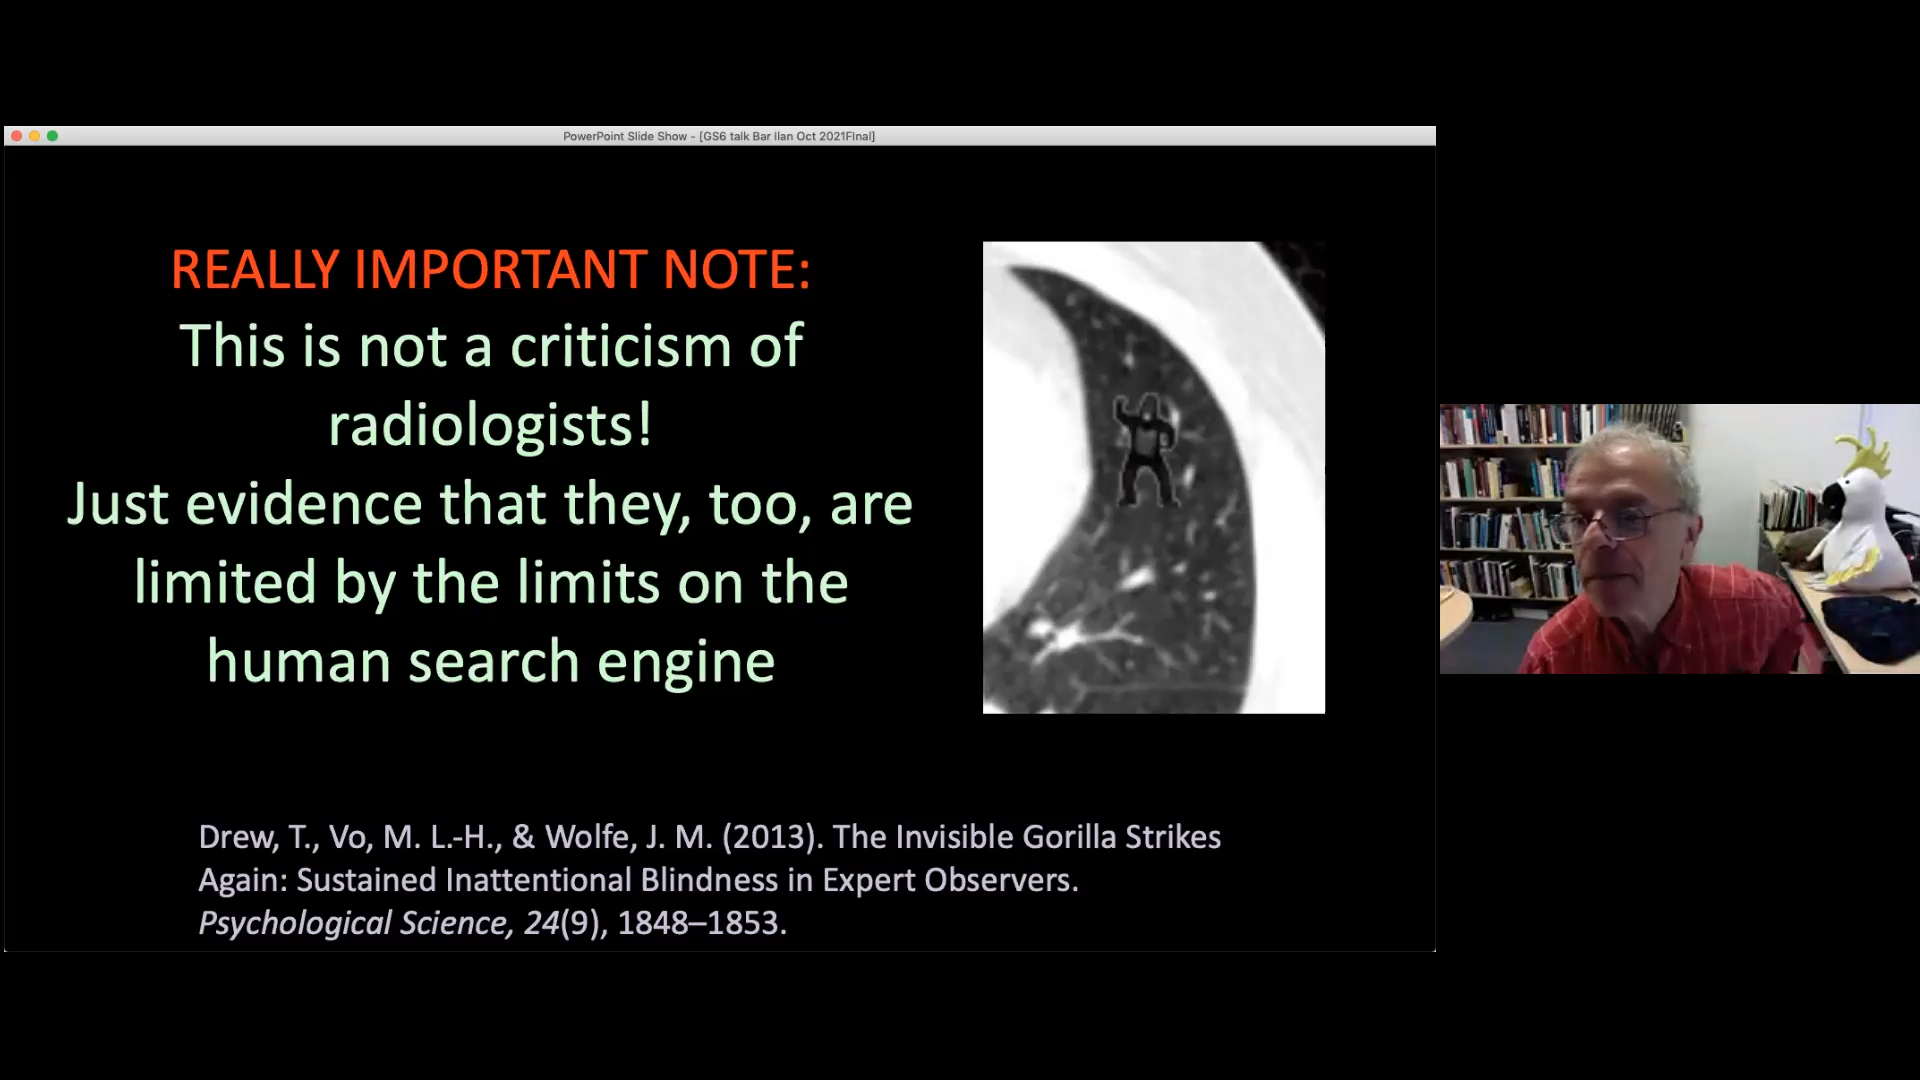 PowerPoint Slide Show - [GS6 talk Bar Ilan Oct 2021FInal]
REALLY IMPORTANT NOTE:
This is not a criticism of
radiologists!
Just evidence that they, too, are
limited by the limits on the
human search engine
Drew, T., Vo, M. L.-H., & Wolfe, J. M. (2013). The Invisible Gorilla Strikes
Again: Sustained Inattentional Blindness in Expert Observers.
Psychological Science, 24(9), 1848–1853.